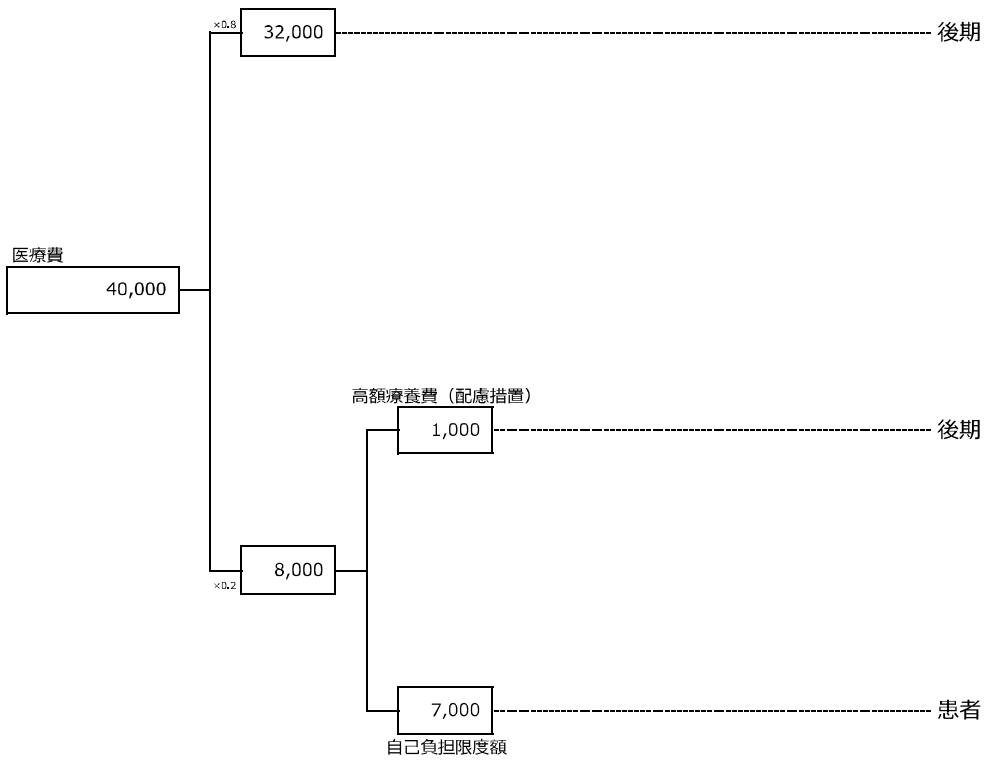 ×0.8
32,000
後期
医療費
40,000
高額療養費（配慮措置）
1,000
後期
8,000
×0.2
7,000
患者
自己負担限度額